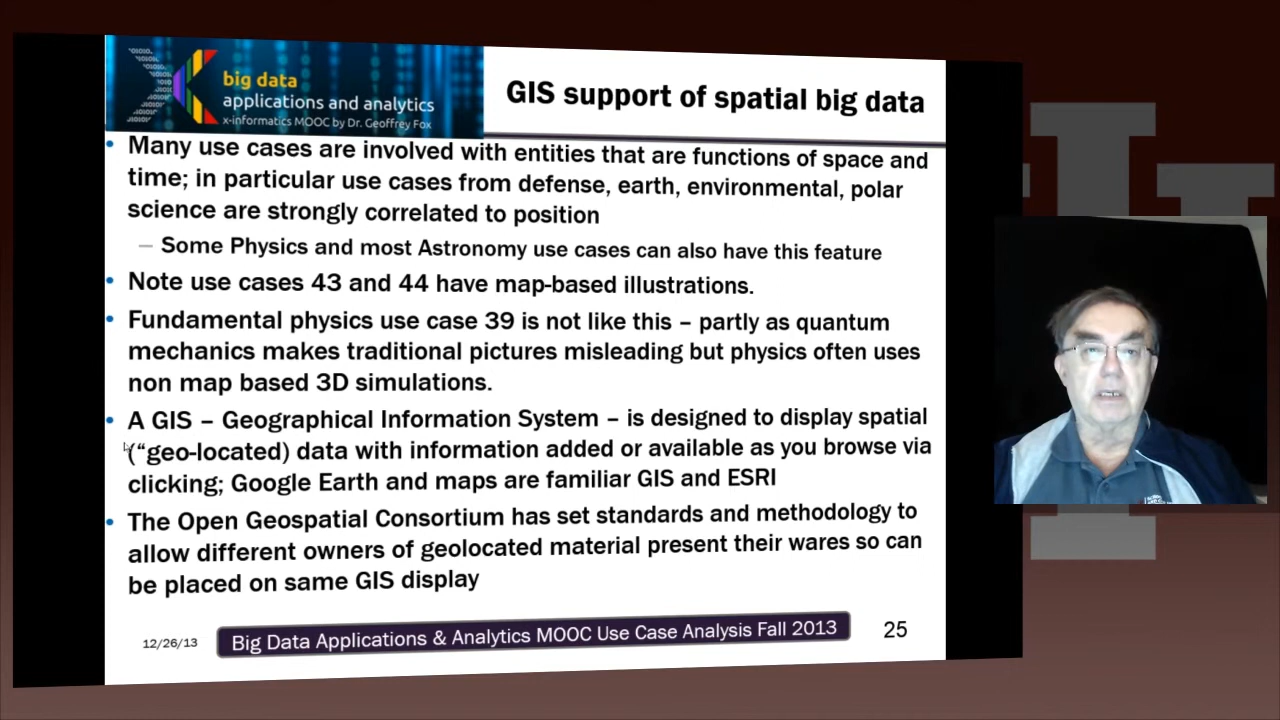 big data
applications and analytics
x-informatics MOOC by Dr. Geoffrey Fox
GIS support of spatial big data
• Many use cases are involved with entities that are functions of space and
time; in particular use cases from defense, earth, environmental, polar
science are strongly correlated to position
– Some Physics and most Astronomy use cases can also have this feature
• Note use cases 43 and 44 have map-based illustrations.
• Fundamental physics use case 39 is not like this – partly as quantum
mechanics makes traditional pictures misleading but physics often uses
non map based 3D simulations.
• A GIS – Geographical Information System – is designed to display spatial
(“geo-located) data with information added or available as you browse via
clicking; Google Earth and maps are familiar GIS and ESRI
• The Open Geospatial Consortium has set standards and methodology to
allow different owners of geolocated material present their wares so can
be placed on same GIS display
12/26/13
Big Data Applications & Analytics MOOC Use Case Analysis Fall 2013
25